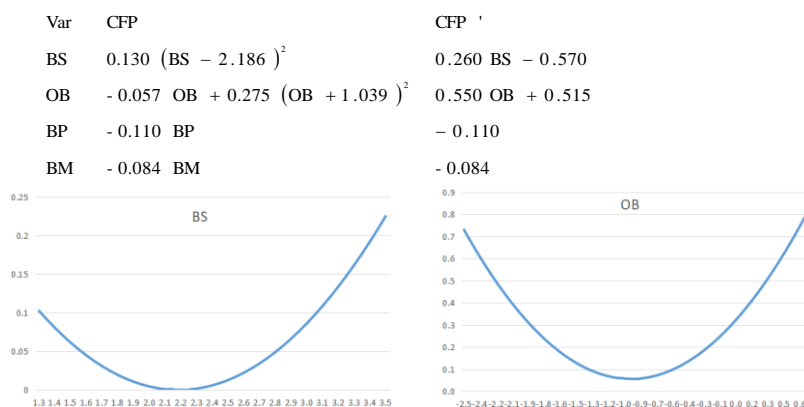 Var CFP CFP '
BS 0.130 (BS − 2.186)² 0.260 BS − 0.570
OB - 0.057 OB + 0.275 (OB + 1.039)² 0.550 OB + 0.515
BP - 0.110 BP − 0.110
BM - 0.084 BM - 0.084
BS
0.25
0.2
0.15
0.1
0.05
0
1.3 1.4 1.5 1.6 1.7 1.8 1.9 2.0 2.1 2.2 2.3 2.4 2.5 2.6 2.7 2.8 2.9 3.0 3.1 3.2 3.3 3.4 3.5
OB
0.9
0.8
0.7
0.6
0.5
0.4
0.3
0.2
0.1
0.0
-2.5-2.4-2.2-2.1-1.9-1.8-1.6-1.5-1.3-1.2-1.0-0.9-0.7-0.6-0.4-0.3-0.1 0.0 0.2 0.3 0.5 0.6